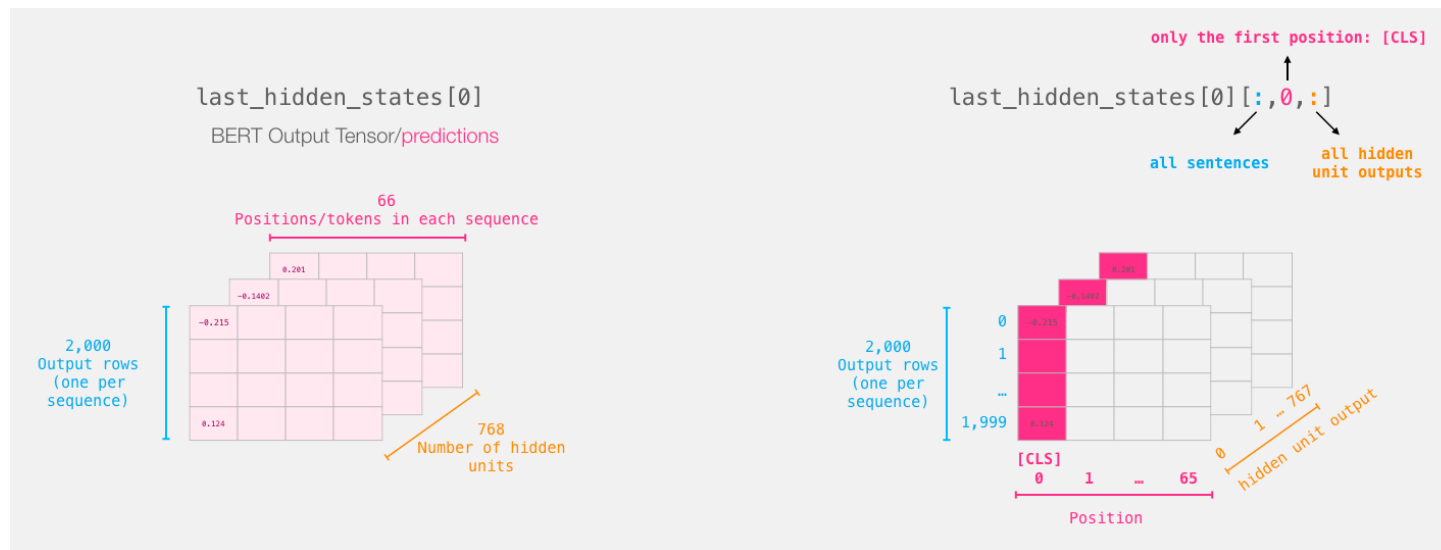 last_hidden_states[0]
BERT Output Tensor/predictions
66
Positions/tokens in each sequence
0.201
-0.1402
-0.215
0.124
2,000
Output rows
(one per
sequence)
768
Number of hidden
units
only the first position: [CLS]
last_hidden_states[0][:,0,:]
all sentences
all hidden
unit outputs
0.201
-0.1402
-0.215
0.124
2,000
Output rows
(one per
sequence)
0
1
…
1,999
[CLS]
0 1 … 65
Position
0 1 … 767
hidden unit output